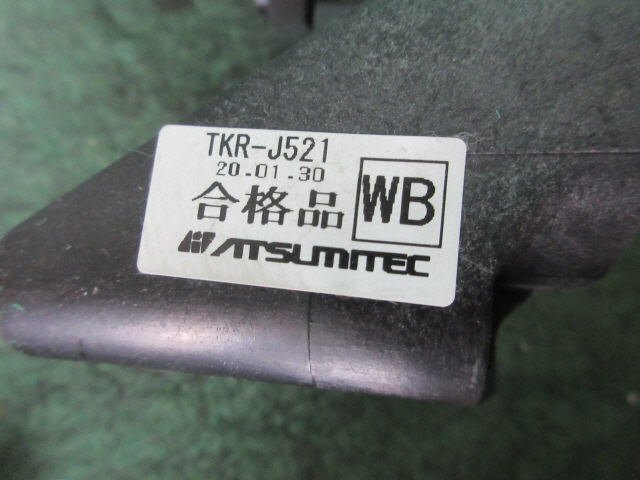 TKR-J521
20.01.30
合格品 WB
ATSUMITEC